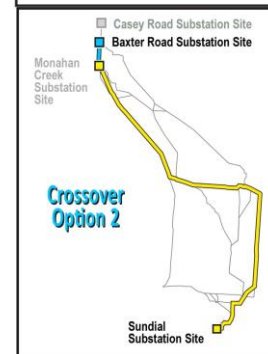 Casey Road Substation Site
Baxter Road Substation Site
Monahan
Creek
Substation
Site
Crossover
Option 2
Sundial
Substation Site